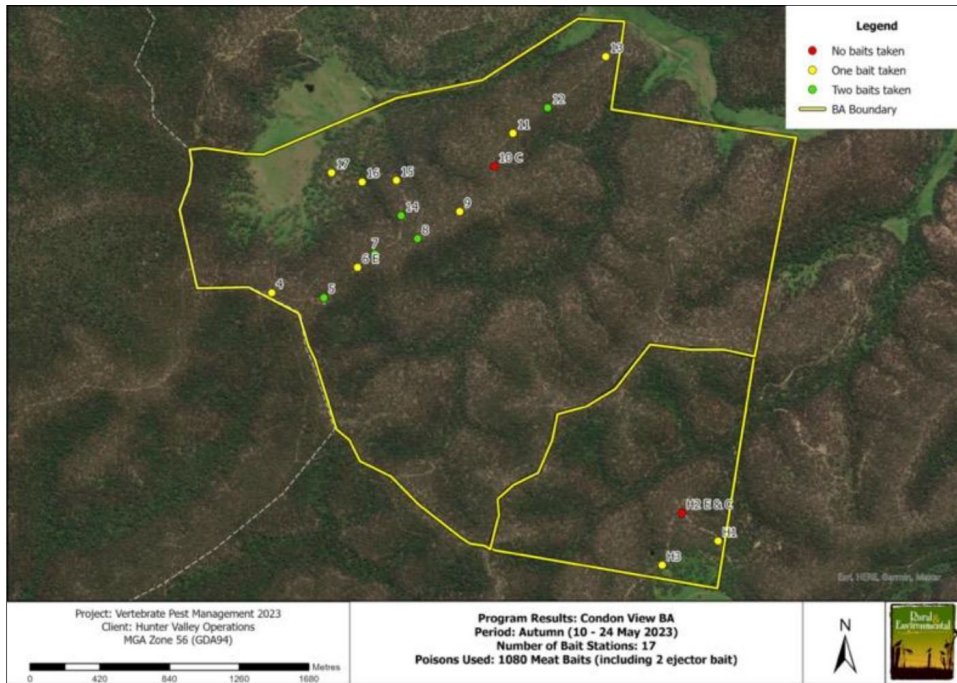 Legend
No baits taken
One bait taken
Two baits taken
BA Boundary
13
12
11
10 C
17
16
15
9
14
8
7
6 E
4
5
H2 E & C
H1
H3
Esri, HERE, Garmin, Maxar
Project: Vertebrate Pest Management 2023
Client: Hunter Valley Operations
MGA Zone 56 (GDA94)
Metres
0 420 840 1260 1680
Program Results: Condon View BA
Period: Autumn (10 - 24 May 2023)
Number of Bait Stations: 17
Poisons Used: 1080 Meat Baits (including 2 ejector bait)
N
Rural &
Environmental